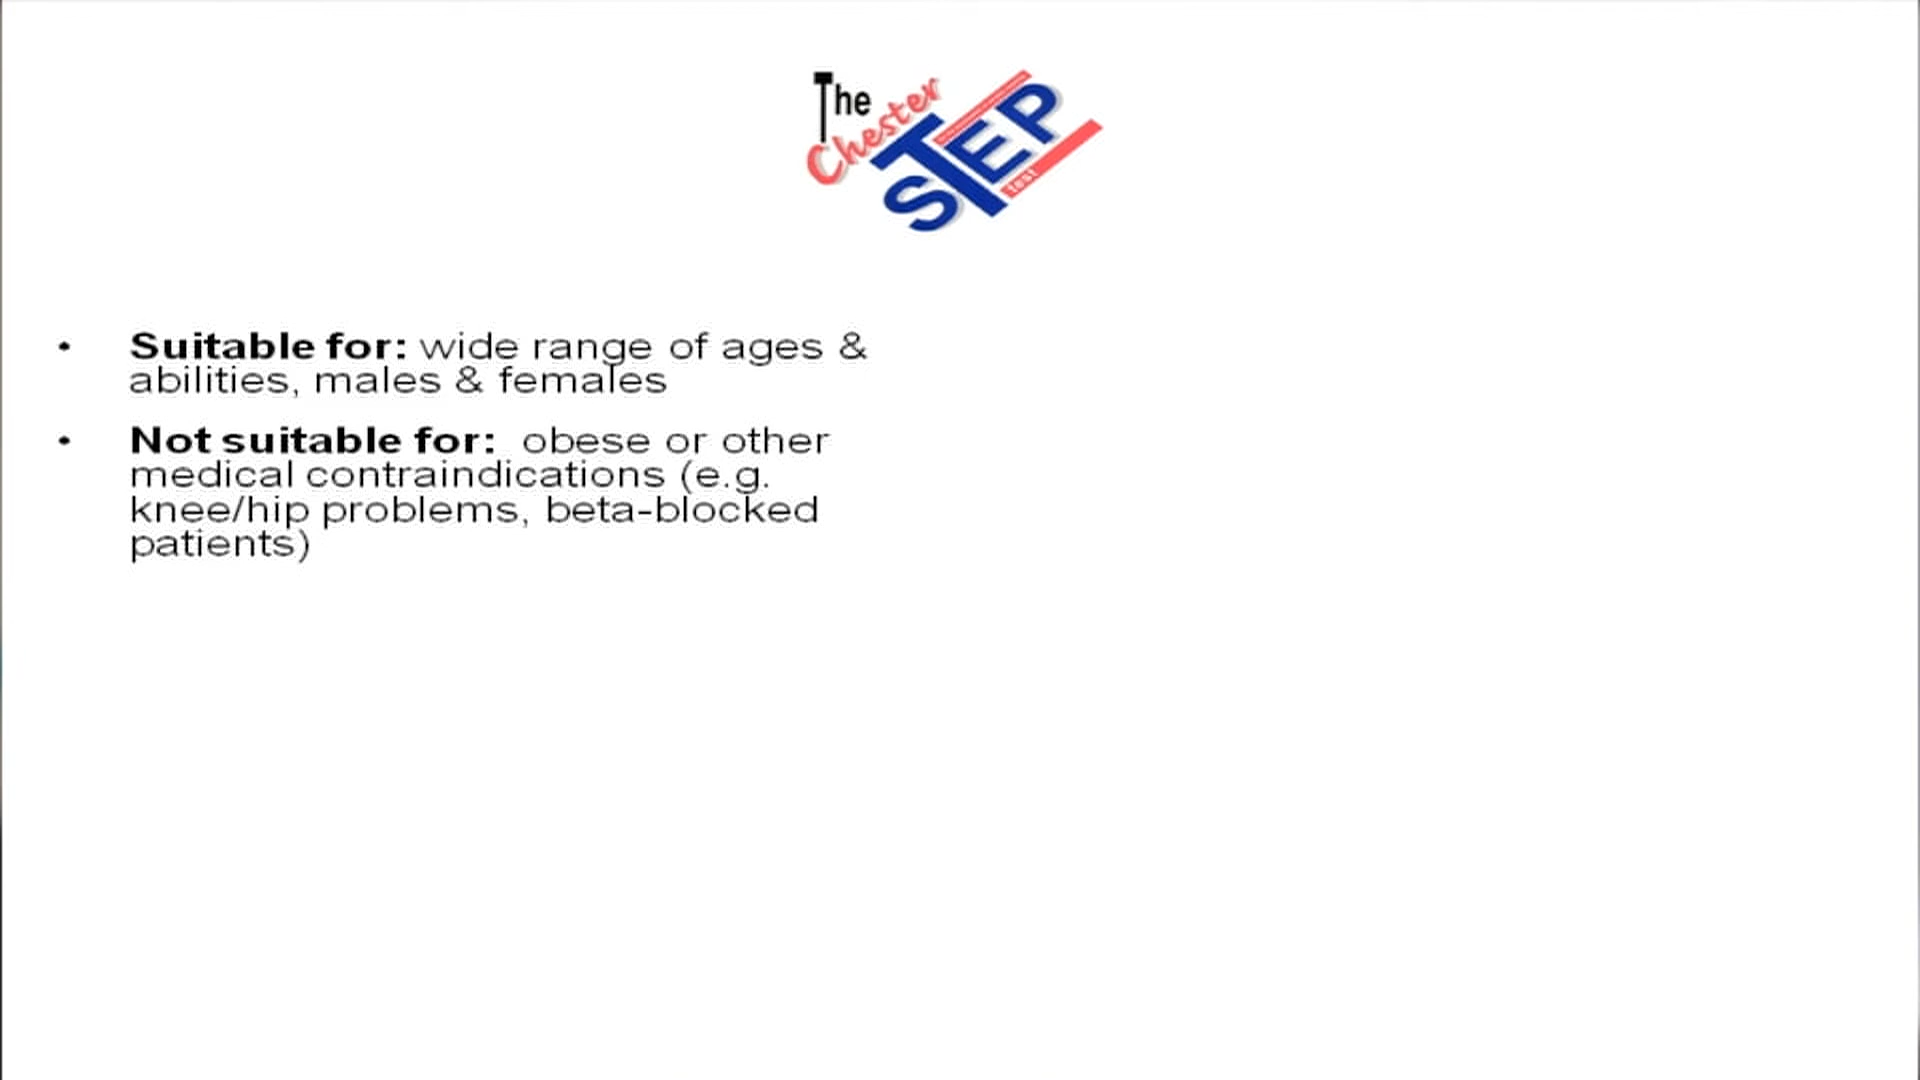 The
Chester
STEP
test
• Suitable for: wide range of ages &
abilities, males & females
• Not suitable for: obese or other
medical contraindications (e.g.
knee/hip problems, beta-blocked
patients)